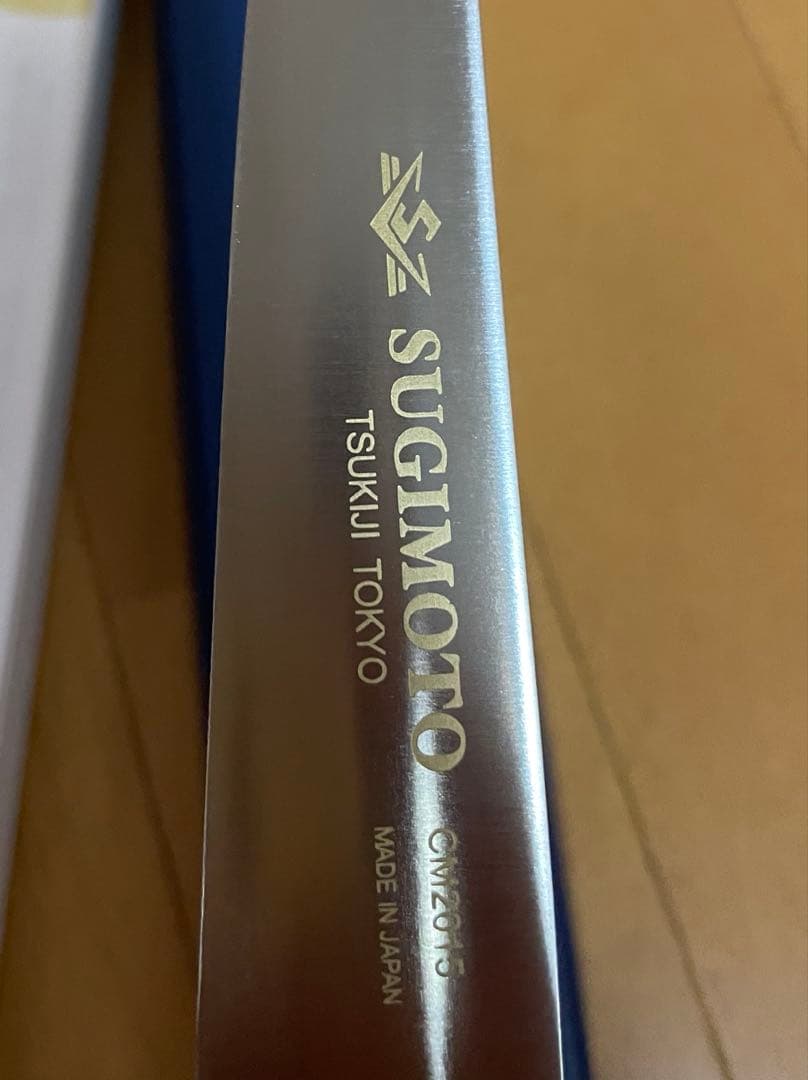 SUGIMOTO
TSUKIJI TOKYO
CM2015
MADE IN JAPAN